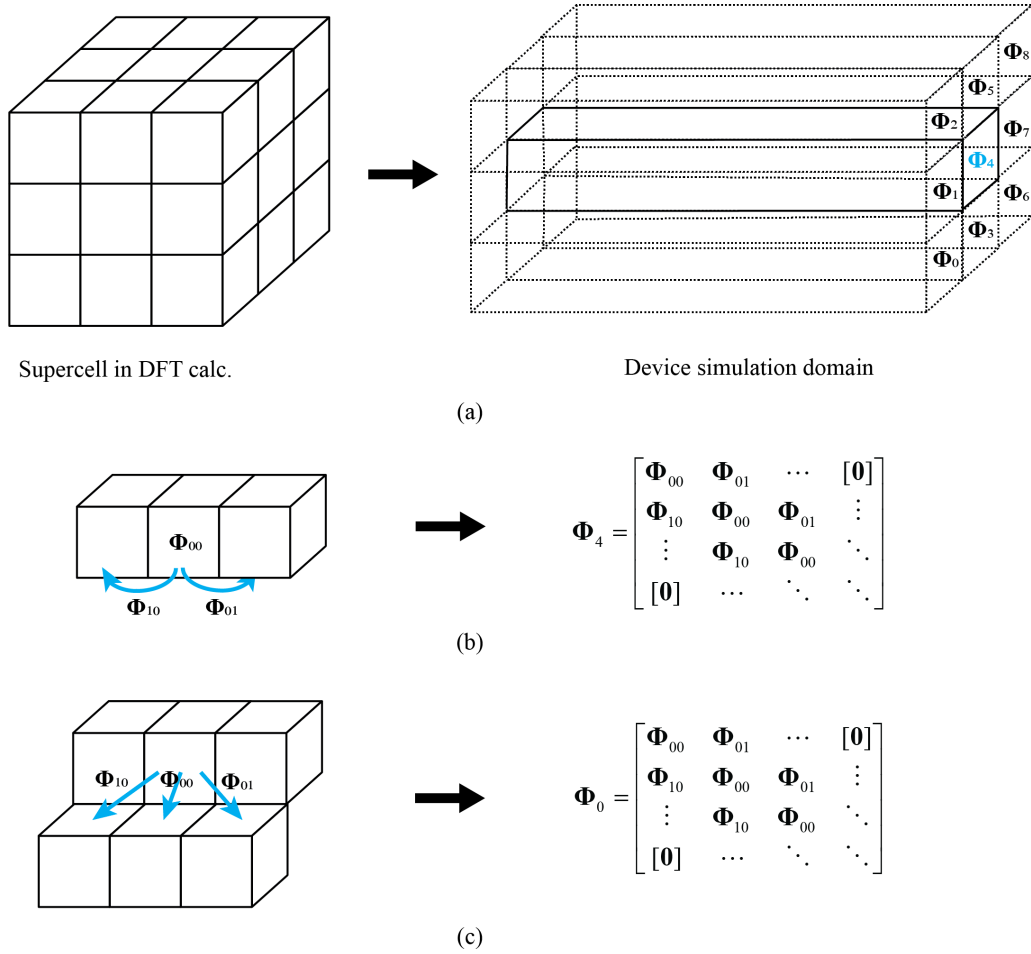 Φ₈
Φ₅
Φ₂
Φ₇
Φ₄
Φ₁
Φ₆
Φ₃
Φ₀
Supercell in DFT calc.
Device simulation domain
(a)
Φ₀₀
Φ₁₀ Φ₀₁
Φ₄ = [Φ₀₀ Φ₀₁ ⋯ [0]
Φ₁₀ Φ₀₀ Φ₀₁ ⋮
⋮ Φ₁₀ Φ₀₀ ⋱
[0] ⋯ ⋱ ⋱]
(b)
Φ₁₀ Φ₀₀ Φ₀₁
Φ₀ = [Φ₀₀ Φ₀₁ ⋯ [0]
Φ₁₀ Φ₀₀ Φ₀₁ ⋮
⋮ Φ₁₀ Φ₀₀ ⋱
[0] ⋯ ⋱ ⋱]
(c)